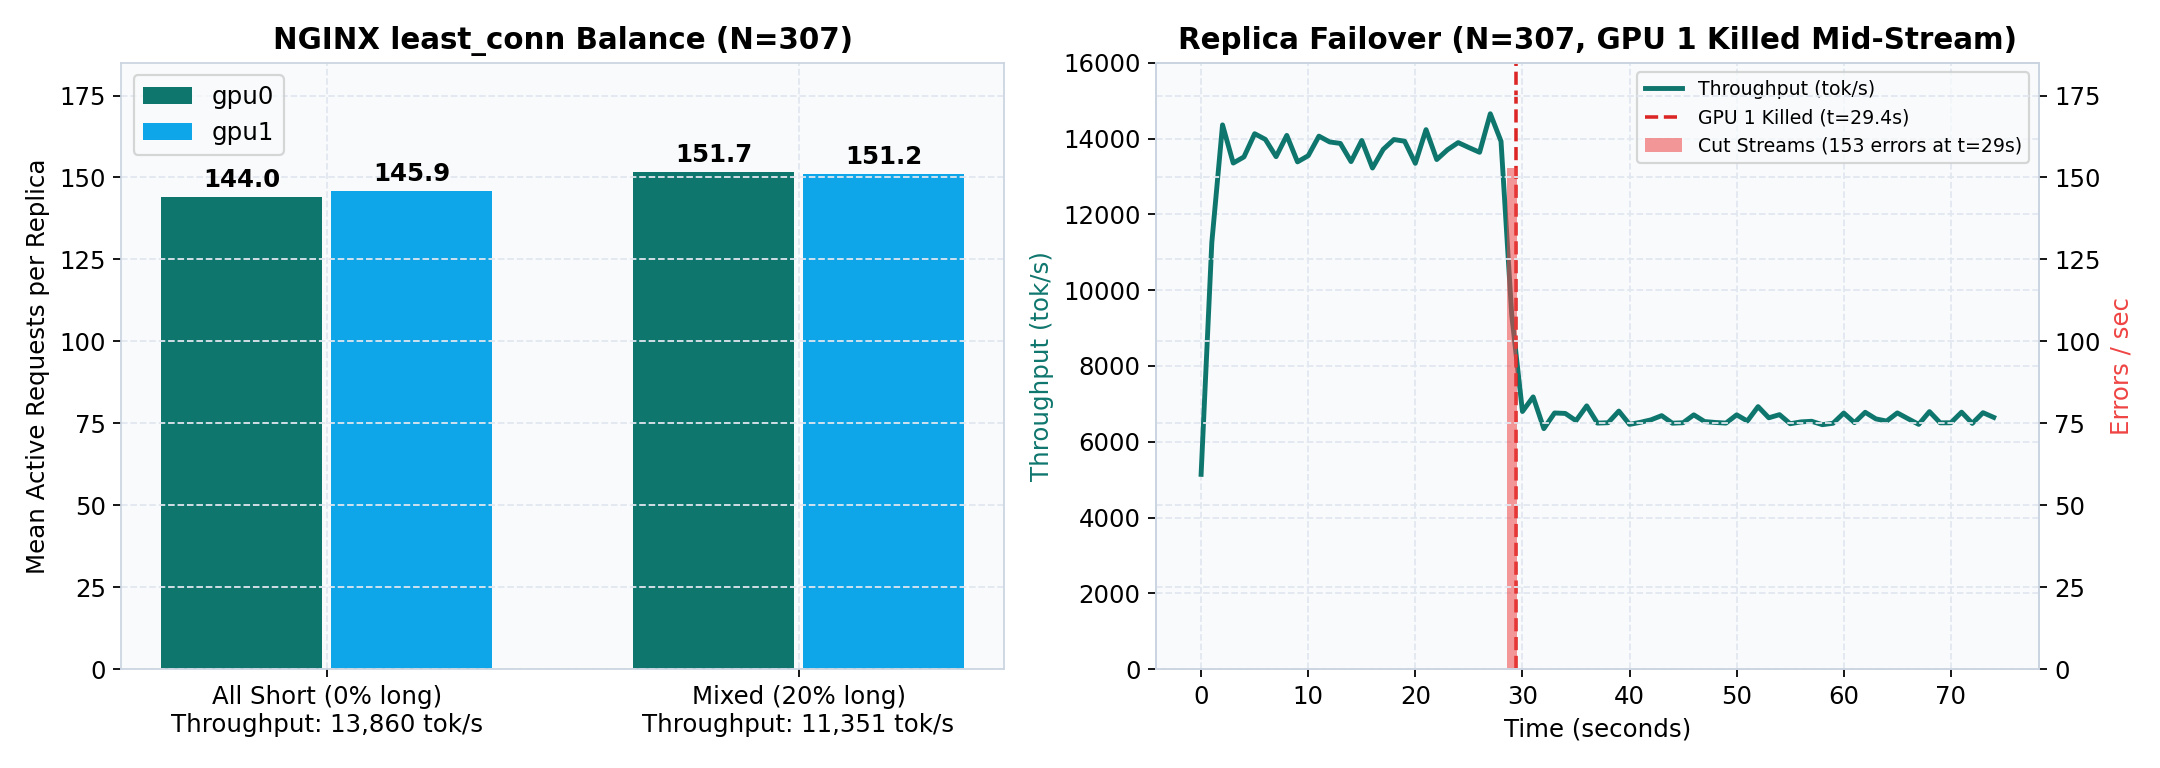 NGINX least_conn Balance (N=307)
Mean Active Requests per Replica
175
150
125
100
75
50
25
0
gpu0
gpu1
144.0
145.9
151.7
151.2
All Short (0% long)
Throughput: 13,860 tok/s
Mixed (20% long)
Throughput: 11,351 tok/s
Replica Failover (N=307, GPU 1 Killed Mid-Stream)
Throughput (tok/s)
16000
14000
12000
10000
8000
6000
4000
2000
0
Throughput (tok/s)
GPU 1 Killed (t=29.4s)
Cut Streams (153 errors at t=29s)
175
150
125
100
75
50
25
0
Errors / sec
0 10 20 30 40 50 60 70
Time (seconds)